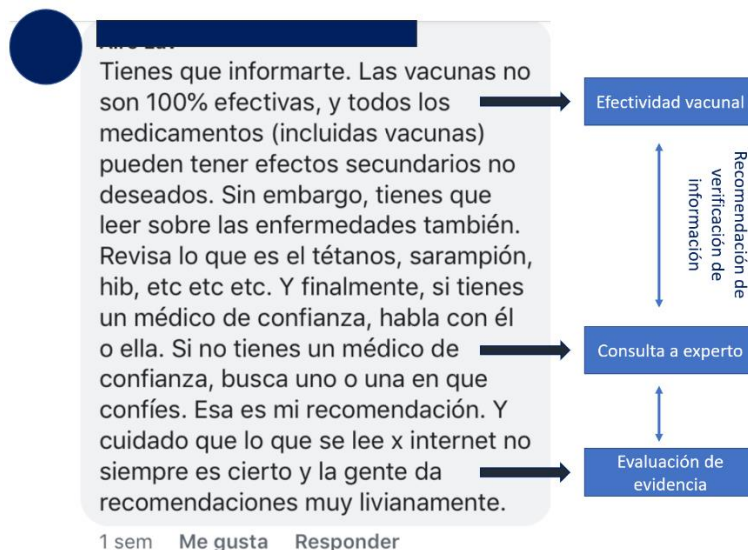 Tienes que informarte. Las vacunas no
son 100% efectivas, y todos los
medicamentos (incluidas vacunas)
pueden tener efectos secundarios no
deseados. Sin embargo, tienes que
leer sobre las enfermedades también.
Revisa lo que es el tétanos, sarampión,
hib, etc etc etc. Y finalmente, si tienes
un médico de confianza, habla con él
o ella. Si no tienes un médico de
confianza, busca uno o una en que
confíes. Esa es mi recomendación. Y
cuidado que lo que se lee x internet no
siempre es cierto y la gente da
recomendaciones muy livianamente.
1 sem Me gusta Responder
Efectividad vacunal
Recomendación de
verificación de
información
Consulta a experto
Evaluación de
evidencia